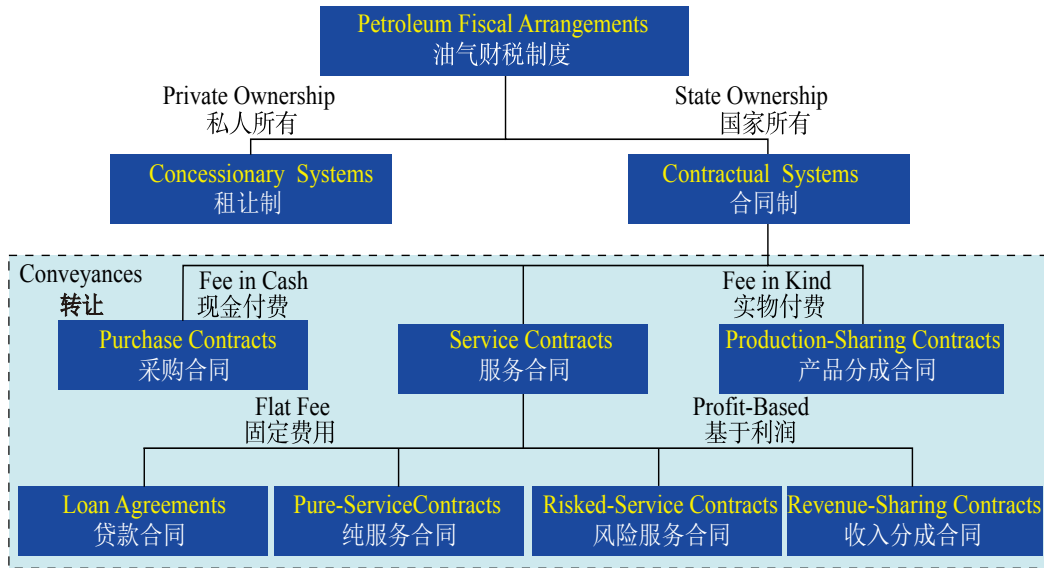 Petroleum Fiscal Arrangements
油气财税制度
Private Ownership
私人所有
State Ownership
国家所有
Concessionary Systems
租让制
Contractual Systems
合同制
Conveyances
转让
Fee in Cash
现金付费
Fee in Kind
实物付费
Purchase Contracts
采购合同
Service Contracts
服务合同
Production-Sharing Contracts
产品分成合同
Flat Fee
固定费用
Profit-Based
基于利润
Loan Agreements
贷款合同
Pure-ServiceContracts
纯服务合同
Risked-Service Contracts
风险服务合同
Revenue-Sharing Contracts
收入分成合同